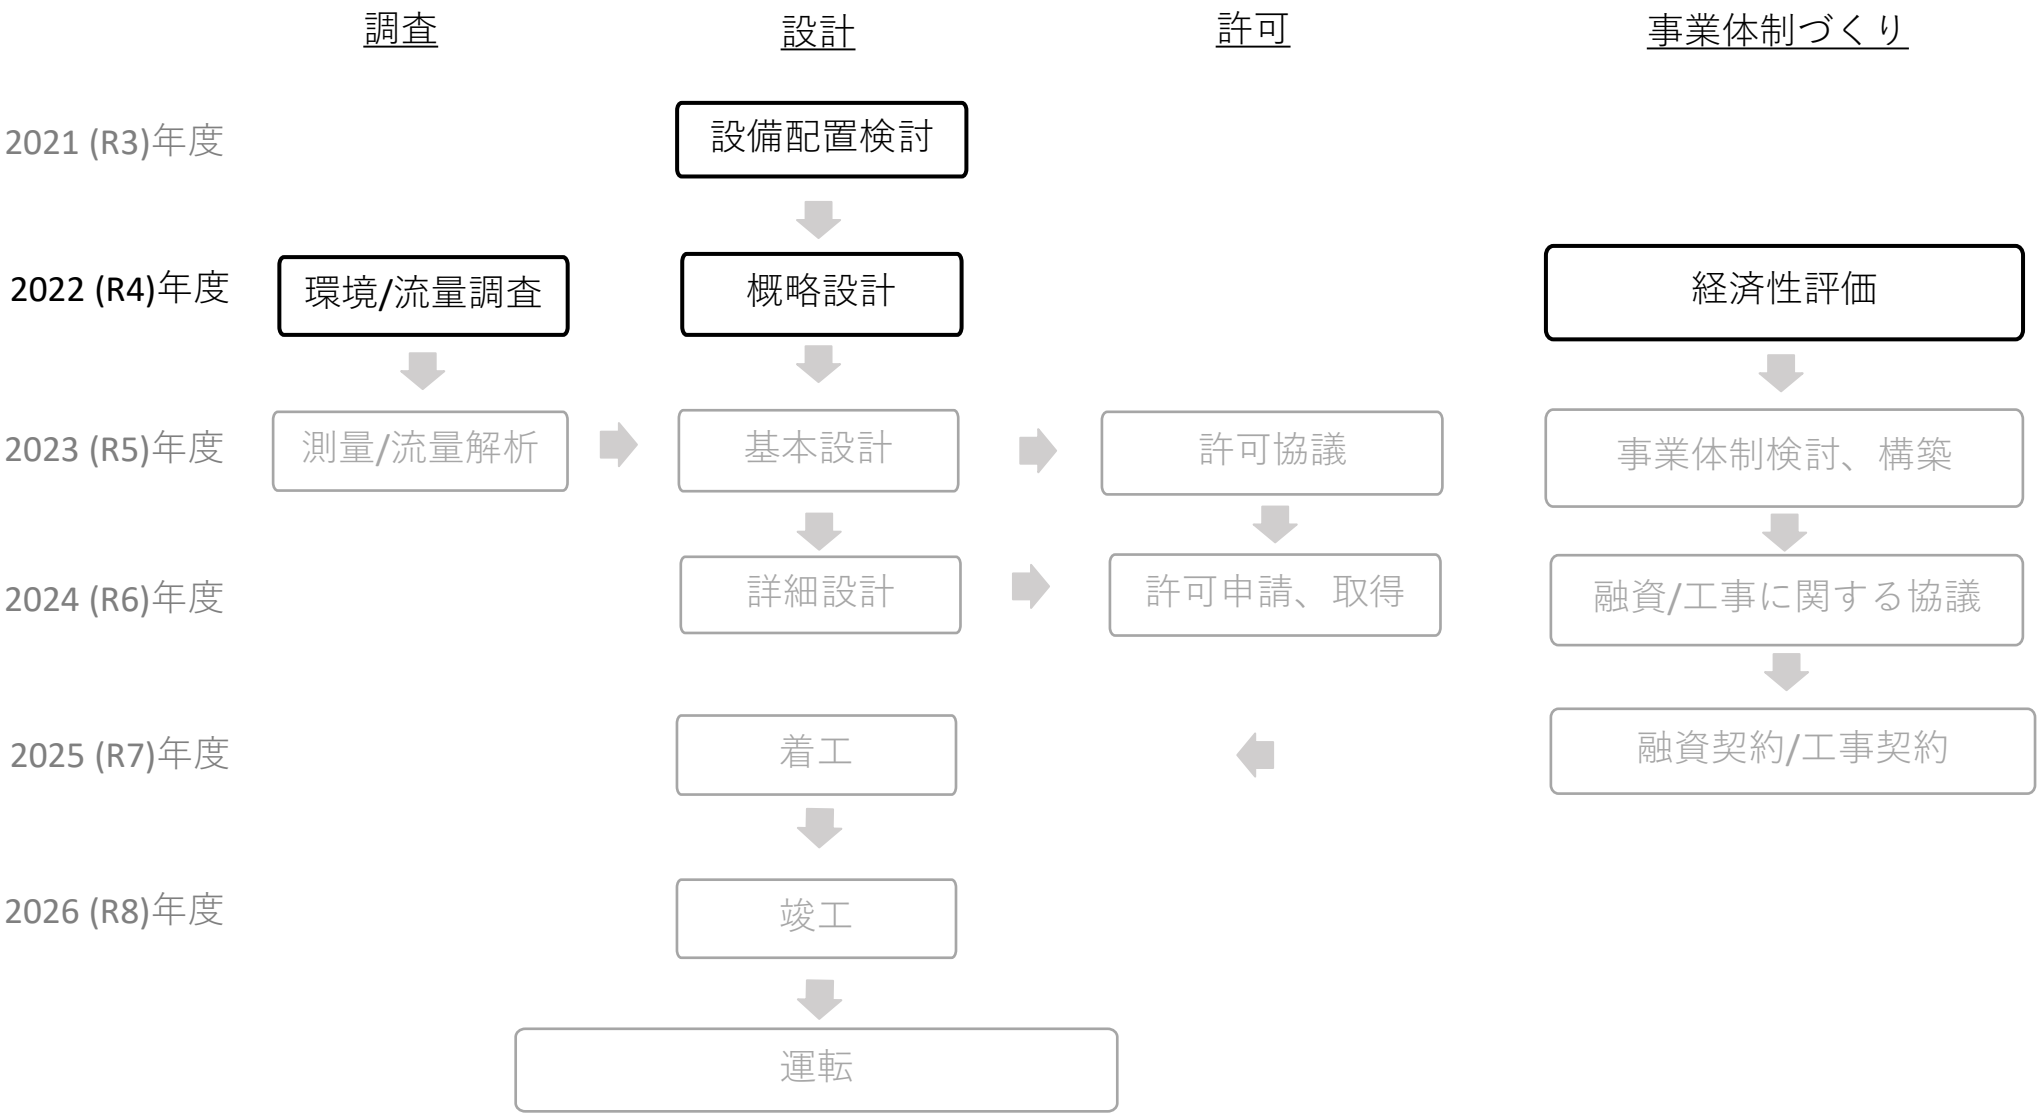 調査
設計
許可
事業体制づくり
2021 (R3)年度
設備配置検討
2022 (R4)年度
環境/流量調査
概略設計
経済性評価
2023 (R5)年度
測量/流量解析
基本設計
許可協議
事業体制検討、構築
2024 (R6)年度
詳細設計
許可申請、取得
融資/工事に関する協議
2025 (R7)年度
着工
融資契約/工事契約
2026 (R8)年度
竣工
運転